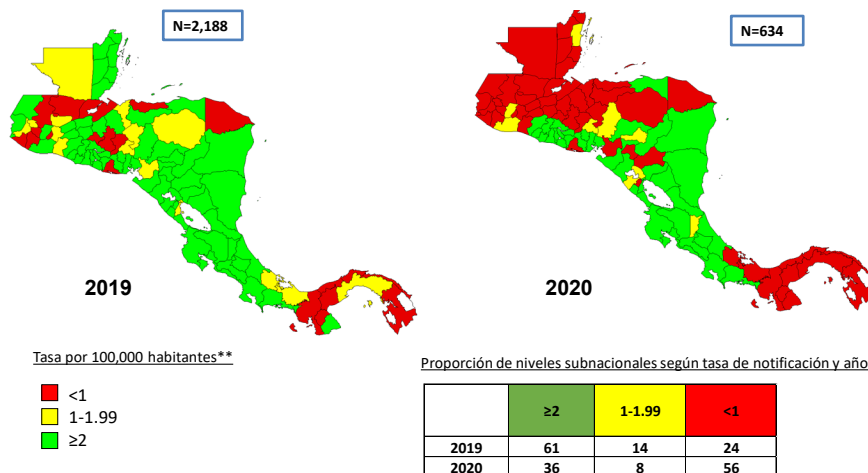 N=2,188
N=634
2019
2020
Tasa por 100,000 habitantes**
<1
1-1.99
≥2
Proporción de niveles subnacionales según tasa de notificación y año
≥2 1-1.99 <1
2019 61 14 24
2020 36 8 56